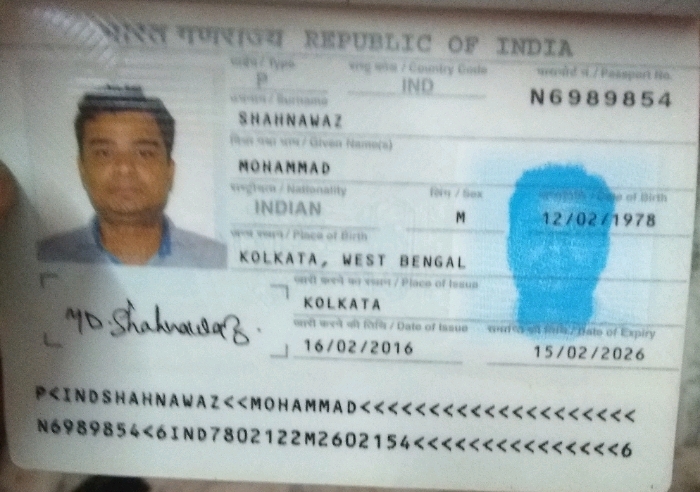 भारत गणराज्य REPUBLIC OF INDIA
टाईप / Type राष्ट्र कोड / Country Code पासपोर्ट नं. / Passport No.
P IND N6989854
उपनाम / Surname
SHAHNAWAZ
दिया गया नाम / Given Name(s)
MOHAMMAD
राष्ट्रीयता / Nationality लिंग / Sex Date of Birth
INDIAN M 12/02/1978
जन्म स्थान / Place of Birth
KOLKATA, WEST BENGAL
जारी करने का स्थान / Place of Issue
KOLKATA
जारी करने की तिथि / Date of Issue समाप्ति की तिथि / Date of Expiry
16/02/2016 15/02/2026
MD. Shahnawaz.
P<INDSHAHNAWAZ<<MOHAMMAD<<<<<<<<<<<<<<<<<<<<
N6989854<6IND7802122M2602154<<<<<<<<<<<<<<<6